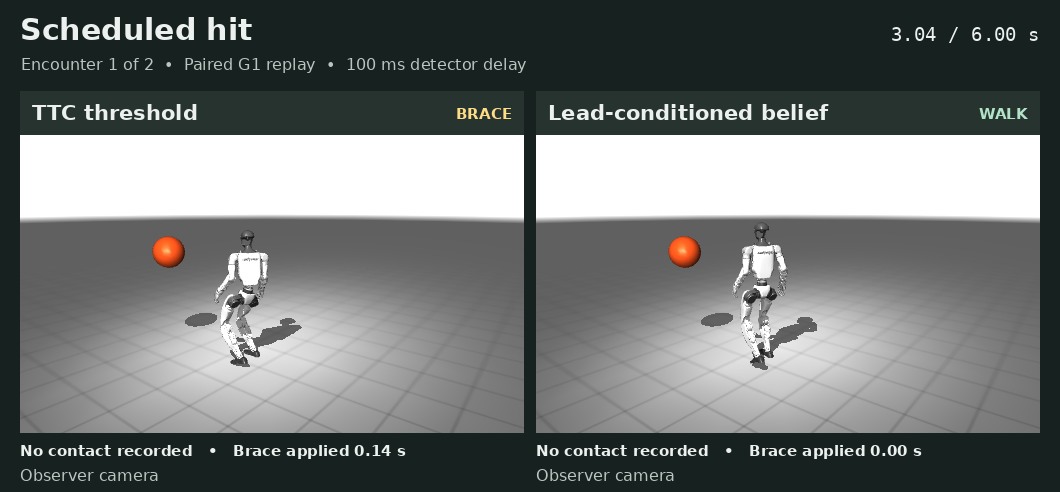 Scheduled hit
3.04 / 6.00 s
Encounter 1 of 2 • Paired G1 replay • 100 ms detector delay
TTC threshold
BRACE
Lead-conditioned belief
WALK
No contact recorded • Brace applied 0.14 s
No contact recorded • Brace applied 0.00 s
Observer camera
Observer camera